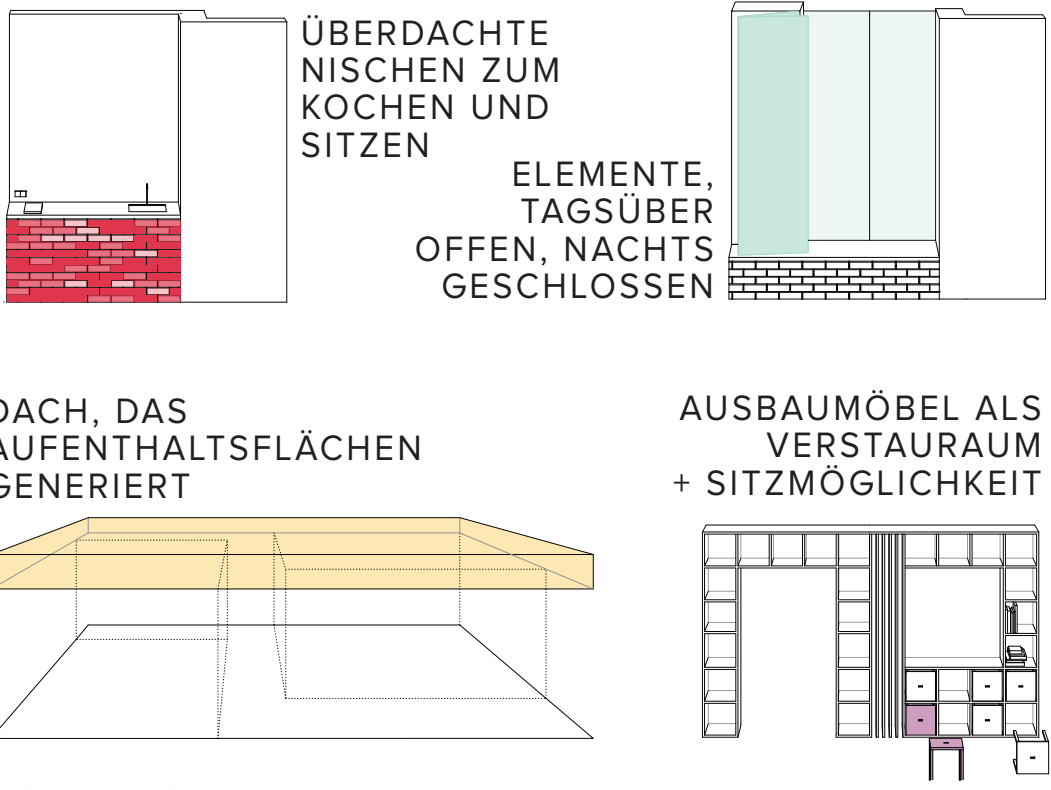 ÜBERDACHTE
NISCHEN ZUM
KOCHEN UND
SITZEN
ELEMENTE,
TAGSÜBER
OFFEN, NACHTS
GESCHLOSSEN
DACH, DAS
AUFENTHALTSFLÄCHEN
GENERIERT
AUSBAUMÖBEL ALS
VERSTAURAUM
+ SITZMÖGLICHKEIT